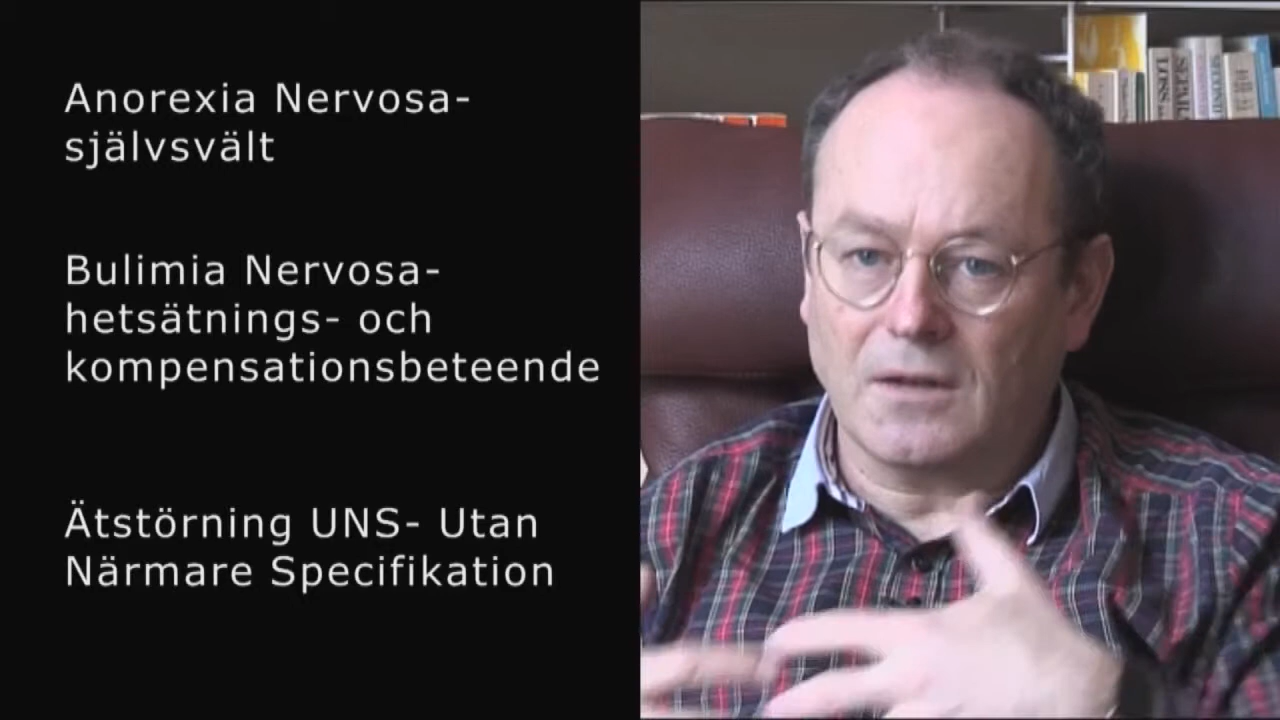 Anorexia Nervosa-
självsvält
Bulimia Nervosa-
hetsätnings- och
kompensationsbeteende
Ätstörning UNS- Utan
Närmare Specifikation